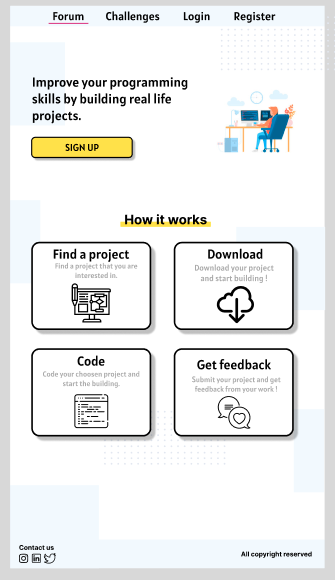 Forum Challenges Login Register
Improve your programming
skills by building real life
projects.
SIGN UP
How it works
Find a project
Find a project that you are
interested in.
Download
Download your project
and start building !
Code
Code your choosen project and
start the building.
Get feedback
Submit your project and get
feedback from your work !
Contact us
All copyright reserved